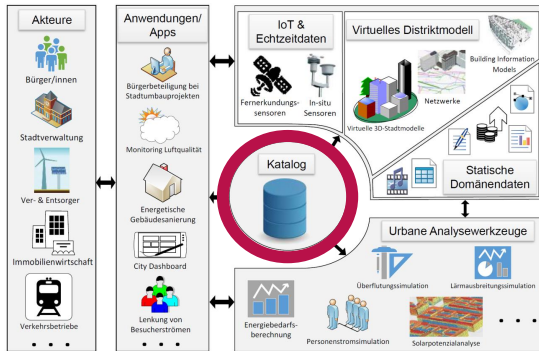 Akteure
Bürger/innen
Stadtverwaltung
Ver- & Entsorger
Immobilienwirtschaft
Verkehrsbetriebe
Anwendungen/
Apps
Bürgerbeteiligung bei
Stadtumbauprojekten
Monitoring Luftqualität
Energetische
Gebäudesanierung
City Dashboard
Lenkung von
Besucherströmen
IoT &
Echtzeitdaten
Fernerkundungs-
sensoren
In-situ
Sensoren
Virtuelles Distriktmodell
Virtuelle 3D-Stadtmodelle
Netzwerke
Building Information
Models
Statische
Domänendaten
Katalog
Urbane Analysewerkzeuge
Energiebedarfs-
berechnung
Überflutungssimulation
Lärmausbreitungssimulation
Personenstromsimulation
Solarpotenzialanalyse